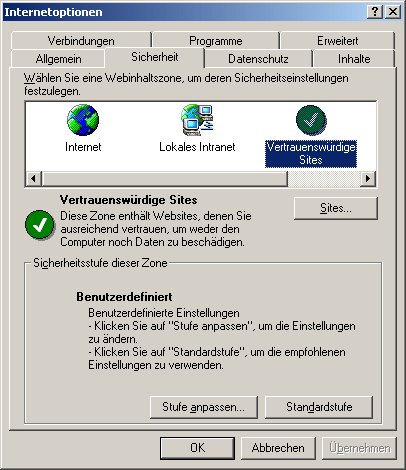 Internetoptionen
Verbindungen Programme Erweitert
Allgemein Sicherheit Datenschutz Inhalte
Wählen Sie eine Webinhaltszone, um deren Sicherheitseinstellungen
festzulegen.
Internet Lokales Intranet Vertrauenswürdige
Sites
Vertrauenswürdige Sites
Sites...
Diese Zone enthält Websites, denen Sie
ausreichend vertrauen, um weder den
Computer noch Daten zu beschädigen.
Sicherheitsstufe dieser Zone
Benutzerdefiniert
Benutzerdefinierte Einstellungen
- Klicken Sie auf "Stufe anpassen", um die Einstellungen
zu ändern.
- Klicken Sie auf "Standardstufe", um die empfohlenen
Einstellungen zu verwenden.
Stufe anpassen... Standardstufe
OK Abbrechen Übernehmen